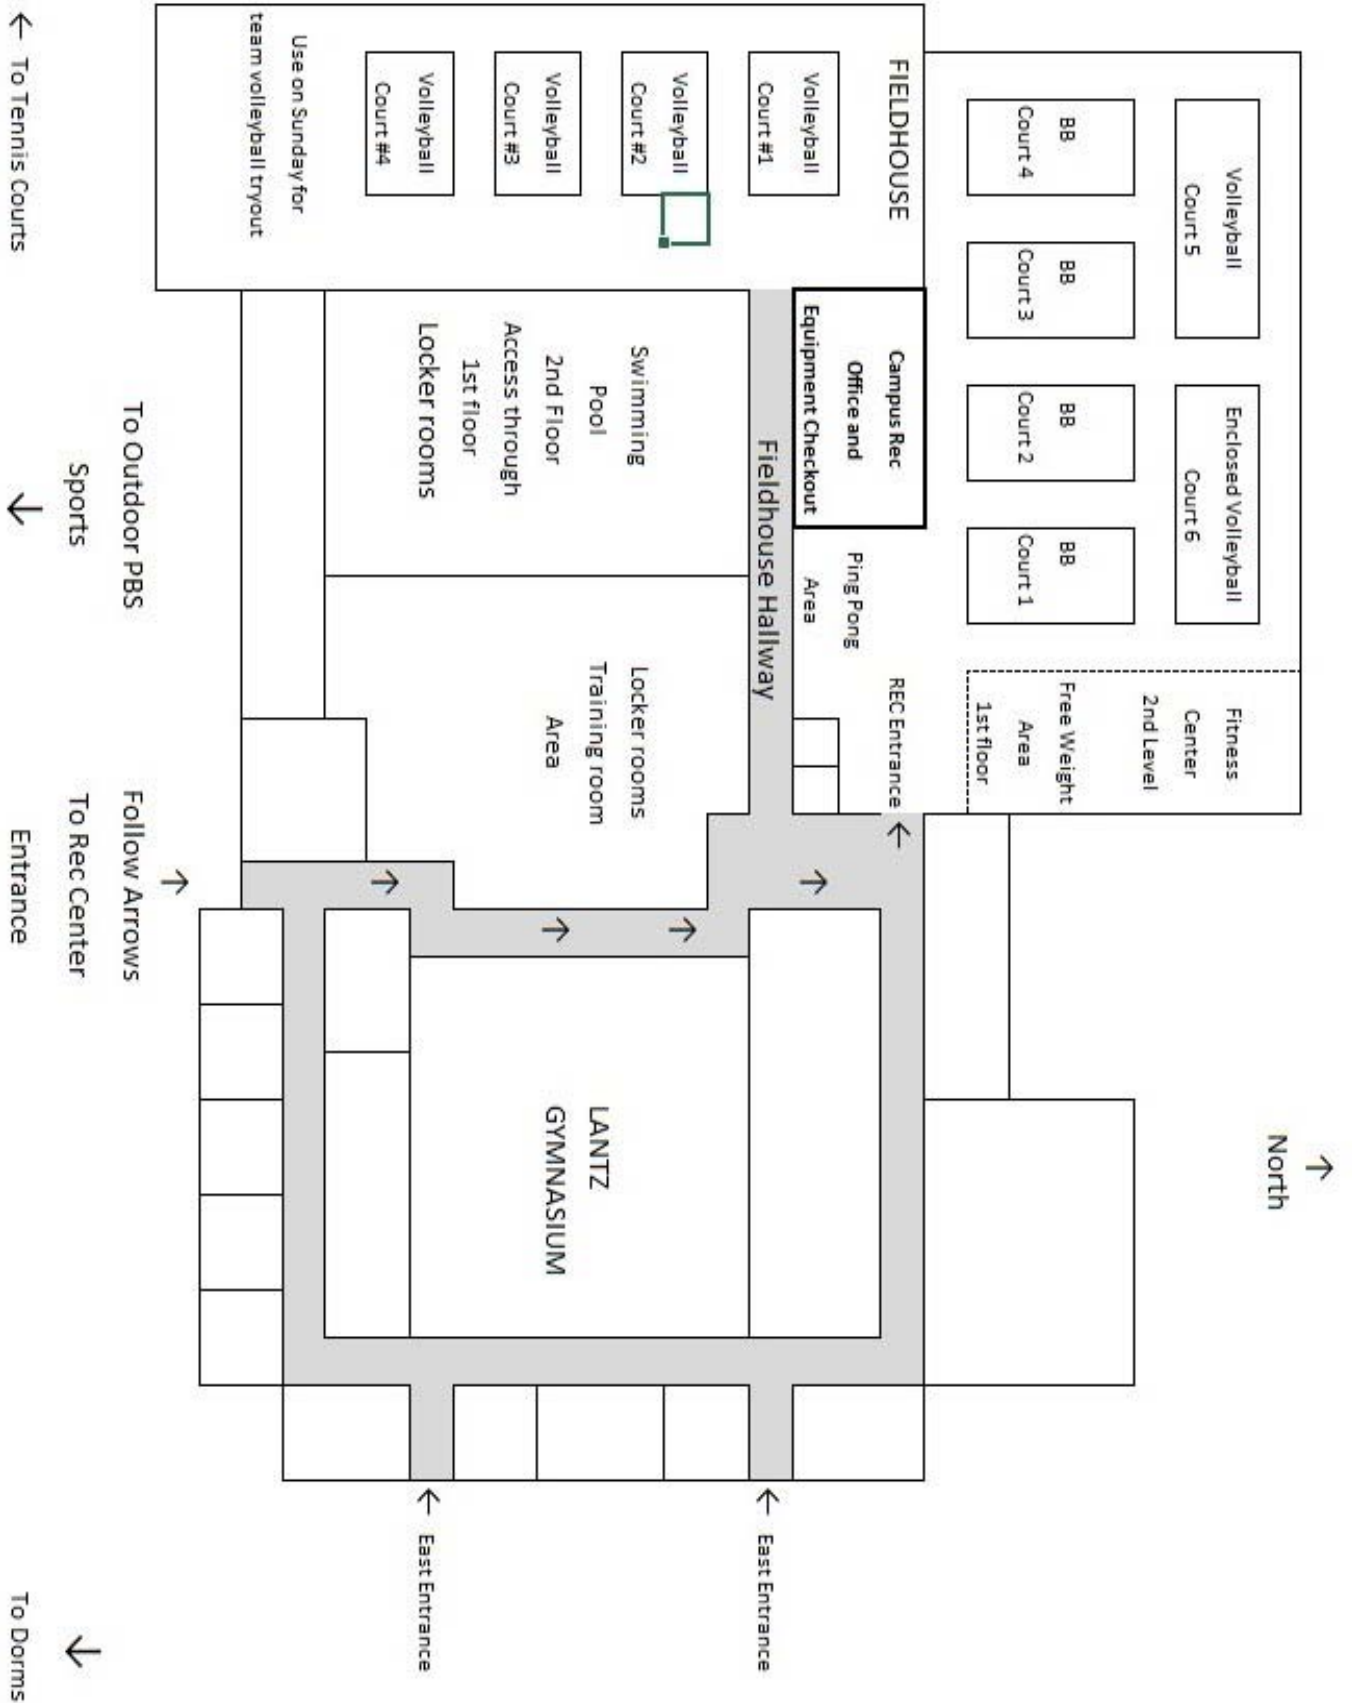 North
Volleyball
Court 5
Enclosed Volleyball
Court 6
Fitness
Center
2nd Level
Free Weight
Area
1st floor
BB
Court 4
BB
Court 3
BB
Court 2
BB
Court 1
FIELDHOUSE
Campus Rec
Office and
Equipment Checkout
Ping Pong
Area
REC Entrance
Volleyball
Court #1
Fieldhouse Hallway
East Entrance
Volleyball
Court #2
Volleyball
Court #3
Volleyball
Court #4
Swimming
Pool
2nd Floor
Access through
1st floor
Locker rooms
Locker rooms
Training room
Area
LANTZ
GYMNASIUM
East Entrance
Use on Sunday for
team volleyball tryout
To Outdoor PBS
Sports
Follow Arrows
To Rec Center
Entrance
To Tennis Courts
To Dorms